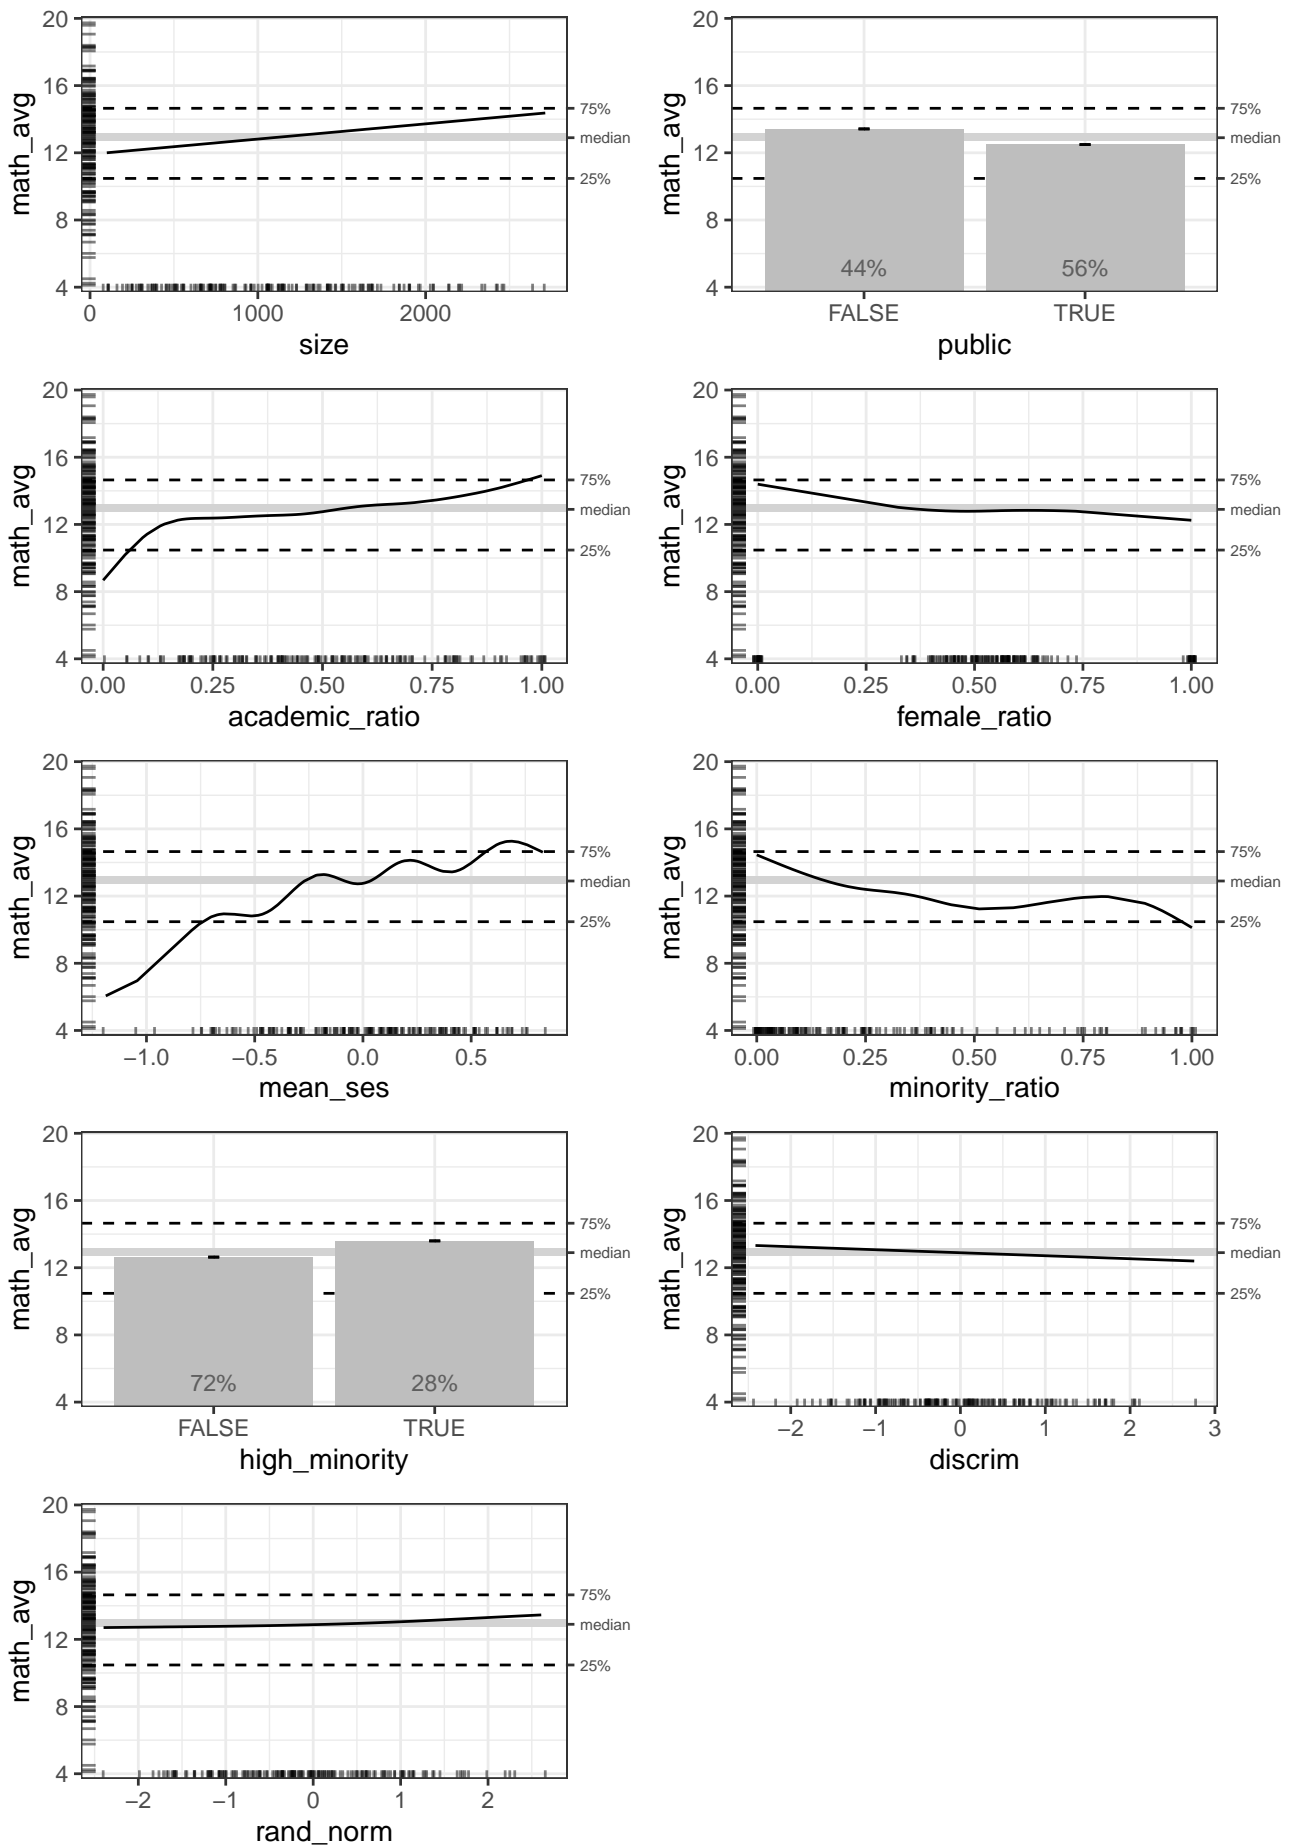 20
16
12
8
4
math_avg
75%
median
25%
0 1000 2000
size
20
16
12
8
4
math_avg
75%
median
25%
44% 56%
FALSE TRUE
public
20
16
12
8
4
math_avg
75%
median
25%
0.00 0.25 0.50 0.75 1.00
academic_ratio
20
16
12
8
4
math_avg
75%
median
25%
0.00 0.25 0.50 0.75 1.00
female_ratio
20
16
12
8
4
math_avg
75%
median
25%
−1.0 −0.5 0.0 0.5
mean_ses
20
16
12
8
4
math_avg
75%
median
25%
0.00 0.25 0.50 0.75 1.00
minority_ratio
20
16
12
8
4
math_avg
75%
median
25%
72% 28%
FALSE TRUE
high_minority
20
16
12
8
4
math_avg
75%
median
25%
−2 −1 0 1 2 3
discrim
20
16
12
8
4
math_avg
75%
median
25%
−2 −1 0 1 2
rand_norm